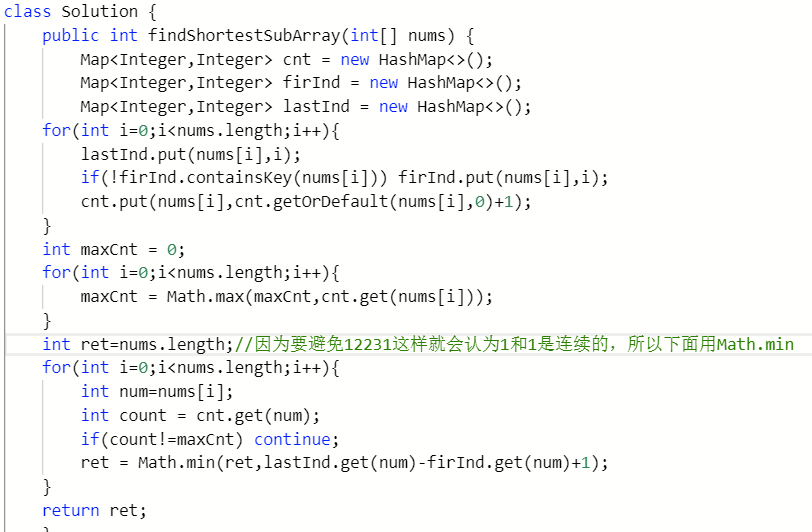 class Solution {
    public int findShortestSubArray(int[] nums) {
        Map<Integer,Integer> cnt = new HashMap<>();
        Map<Integer,Integer> firInd = new HashMap<>();
        Map<Integer,Integer> lastInd = new HashMap<>();
    for(int i=0;i<nums.length;i++){
        lastInd.put(nums[i],i);
        if(!firInd.containsKey(nums[i])) firInd.put(nums[i],i);
        cnt.put(nums[i],cnt.getOrDefault(nums[i],0)+1);
    }
    int maxCnt = 0;
    for(int i=0;i<nums.length;i++){
        maxCnt = Math.max(maxCnt,cnt.get(nums[i]));
    }
    int ret=nums.length;//因为要避免12231这样就会认为1和1是连续的，所以下面用Math.min
    for(int i=0;i<nums.length;i++){
        int num=nums[i];
        int count = cnt.get(num);
        if(count!=maxCnt) continue;
        ret = Math.min(ret,lastInd.get(num)-firInd.get(num)+1);
    }
    return ret;
    }